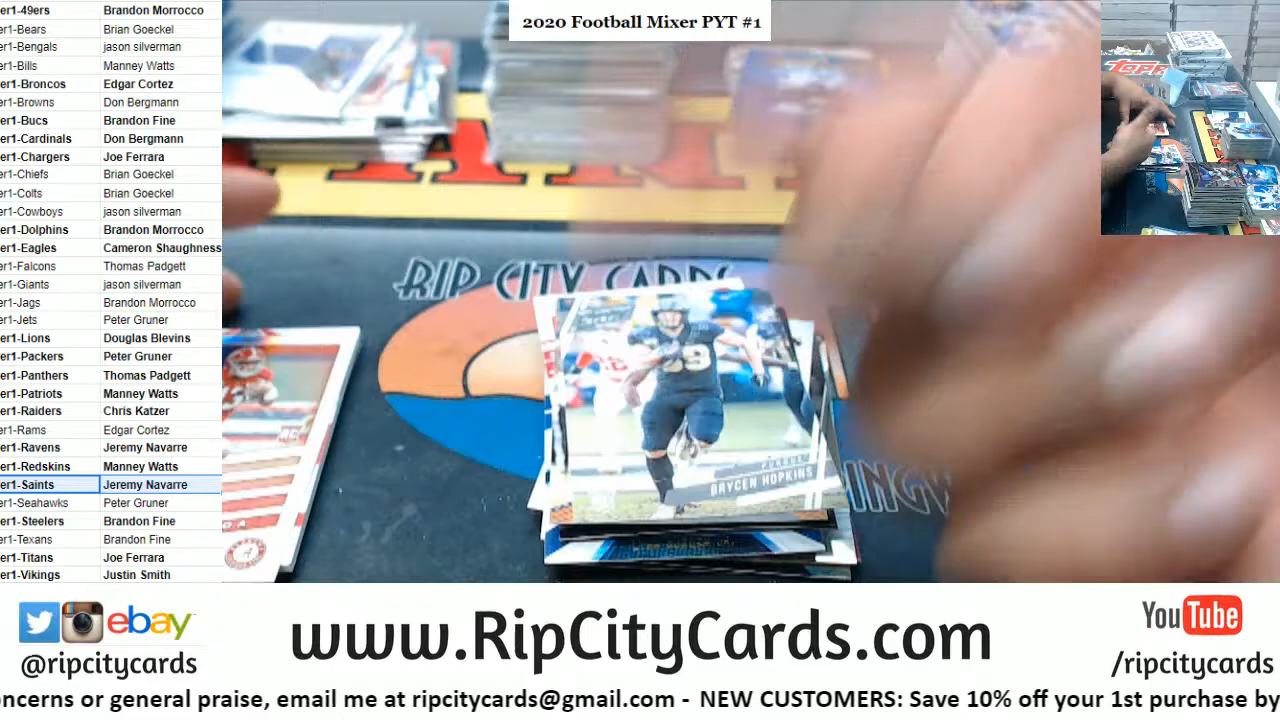 2020 Football Mixer PYT #1
er1-49ers Brandon Morrocco
er1-Bears Brian Goeckel
er1-Bengals jason silverman
er1-Bills Manney Watts
er1-Broncos Edgar Cortez
er1-Browns Don Bergmann
er1-Bucs Brandon Fine
er1-Cardinals Don Bergmann
er1-Chargers Joe Ferrara
er1-Chiefs Brian Goeckel
er1-Colts Brian Goeckel
er1-Cowboys jason silverman
er1-Dolphins Brandon Morrocco
er1-Eagles Cameron Shaughness
er1-Falcons Thomas Padgett
er1-Giants jason silverman
er1-Jags Brandon Morrocco
er1-Jets Peter Gruner
er1-Lions Douglas Blevins
er1-Packers Peter Gruner
er1-Panthers Thomas Padgett
er1-Patriots Manney Watts
er1-Raiders Chris Katzer
er1-Rams Edgar Cortez
er1-Ravens Jeremy Navarre
er1-Redskins Manney Watts
er1-Saints Jeremy Navarre
er1-Seahawks Peter Gruner
er1-Steelers Brandon Fine
er1-Texans Brandon Fine
er1-Titans Joe Ferrara
er1-Vikings Justin Smith
RIP CITY CARDS
89
PURDUE
BRYCEN HOPKINS
RC
TOPP
ebay
@ripcitycards
www.RipCityCards.com
YouTube
/ripcitycards
oncerns or general praise, email me at ripcitycards@gmail.com - NEW CUSTOMERS: Save 10% off your 1st purchase by